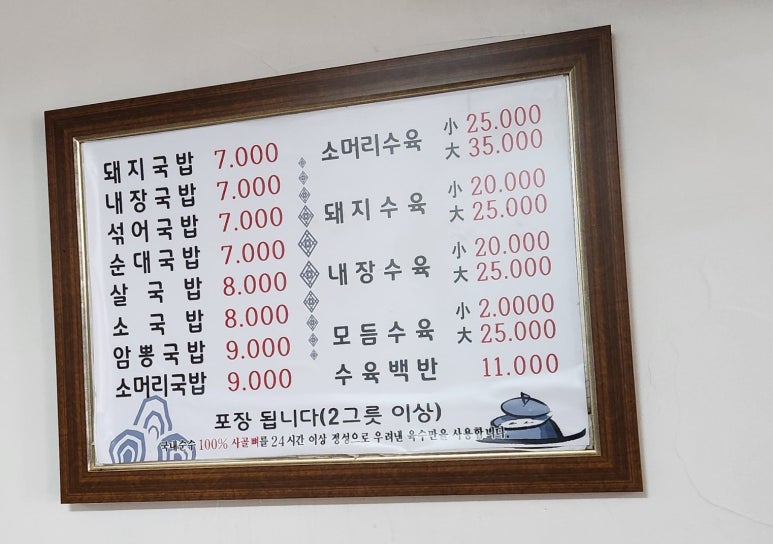 돼지국밥 7.000
내장국밥 7.000
섞어국밥 7.000
순대국밥 7.000
살국밥 8.000
소국밥 8.000
암뽕국밥 9.000
소머리국밥 9.000
소머리수육 小 25.000
大 35.000
돼지수육 小 20.000
大 25.000
내장수육 小 20.000
大 25.000
모듬수육 小 2.0000
大 25.000
수육백반 11.000
포장 됩니다(2그릇 이상)
국내순수 100% 사골뼈를 24시간 이상 정성으로 우려낸 육수만을 사용합니다.